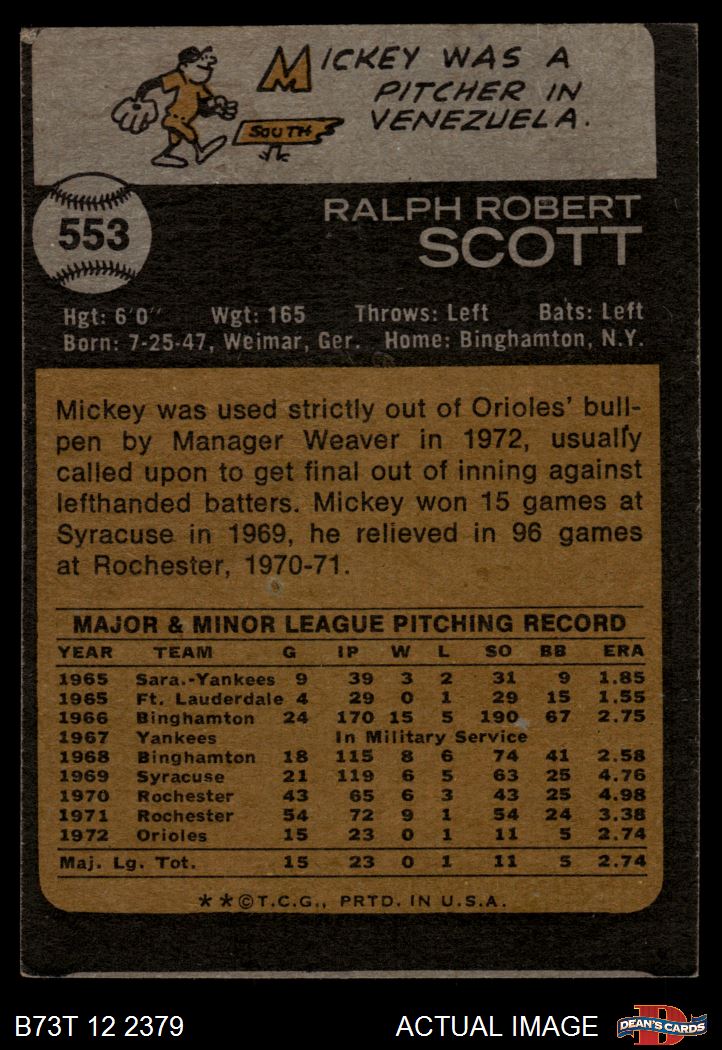 MICKEY WAS A
PITCHER IN
VENEZUELA.
SOUTH
553
RALPH ROBERT
SCOTT
Hgt: 6'0" Wgt: 165 Throws: Left Bats: Left
Born: 7-25-47, Weimar, Ger. Home: Binghamton, N.Y.
Mickey was used strictly out of Orioles' bull-
pen by Manager Weaver in 1972, usually
called upon to get final out of inning against
lefthanded batters. Mickey won 15 games at
Syracuse in 1969, he relieved in 96 games
at Rochester, 1970-71.
MAJOR & MINOR LEAGUE PITCHING RECORD
YEAR TEAM G IP W L SO BB ERA
1965 Sara.-Yankees 9 39 3 2 31 9 1.85
1965 Ft. Lauderdale 4 29 0 1 29 15 1.55
1966 Binghamton 24 170 15 5 190 67 2.75
1967 Yankees In Military Service
1968 Binghamton 18 115 8 6 74 41 2.58
1969 Syracuse 21 119 6 5 63 25 4.76
1970 Rochester 43 65 6 3 43 25 4.98
1971 Rochester 54 72 9 1 54 24 3.38
1972 Orioles 15 23 0 1 11 5 2.74
Maj. Lg. Tot. 15 23 0 1 11 5 2.74
**©T.C.G., PRTD. IN U.S.A.
B73T 12 2379 ACTUAL IMAGE D DEAN'S CARDS